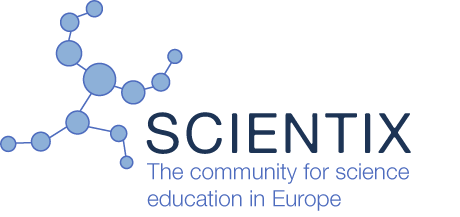 SCIENTIX
The community for science
education in Europe